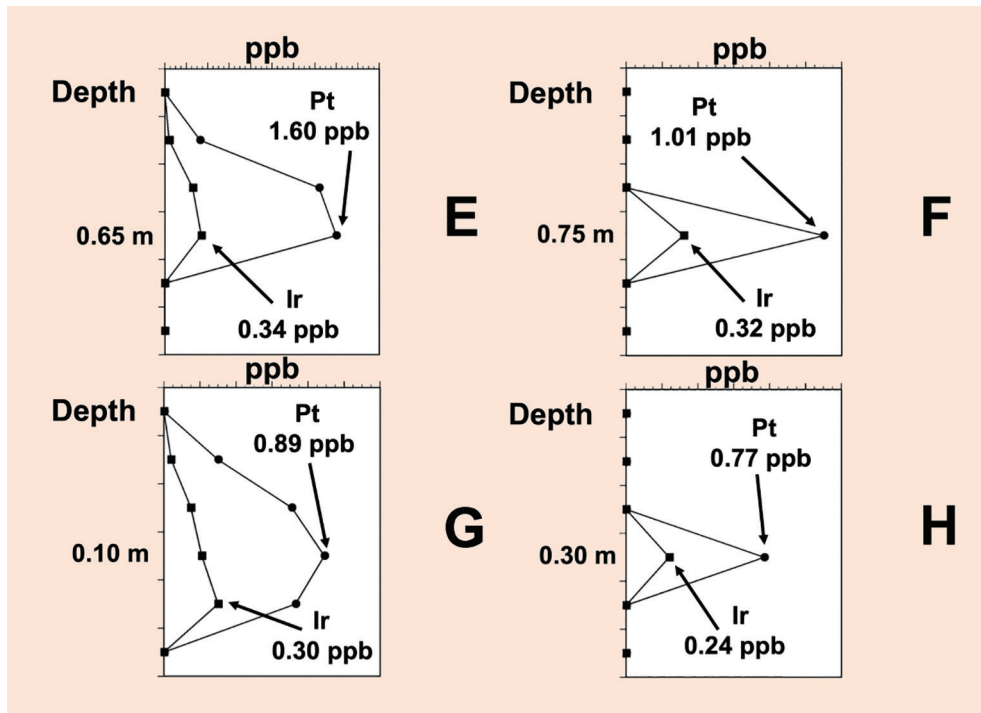 ppb
Depth
Pt
1.60 ppb
0.65 m
Ir
0.34 ppb
E
ppb
Depth
Pt
1.01 ppb
0.75 m
Ir
0.32 ppb
F
ppb
Depth
Pt
0.89 ppb
0.10 m
Ir
0.30 ppb
G
ppb
Depth
Pt
0.77 ppb
0.30 m
Ir
0.24 ppb
H